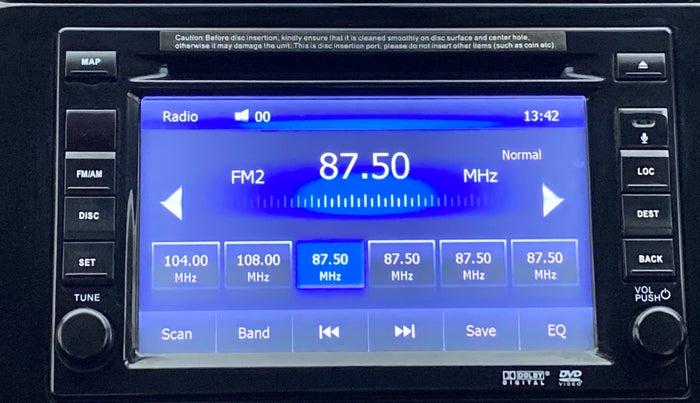 Caution: Before disc insertion, kindly ensure that it is cleaned smoothly on disc surface and center hole,
otherwise it may damage the unit. This is disc insertion port, please do not insert other items (such as coin etc).
MAP
Radio 00 13:42
FM/AM
DISC
SET
TUNE
FM2 87.50 MHz Normal
LOC
DEST
BACK
VOL
PUSH
104.00 MHz
108.00 MHz
87.50 MHz
87.50 MHz
87.50 MHz
87.50 MHz
Scan Band Save EQ
DOLBY
DIGITAL
DVD
VIDEO